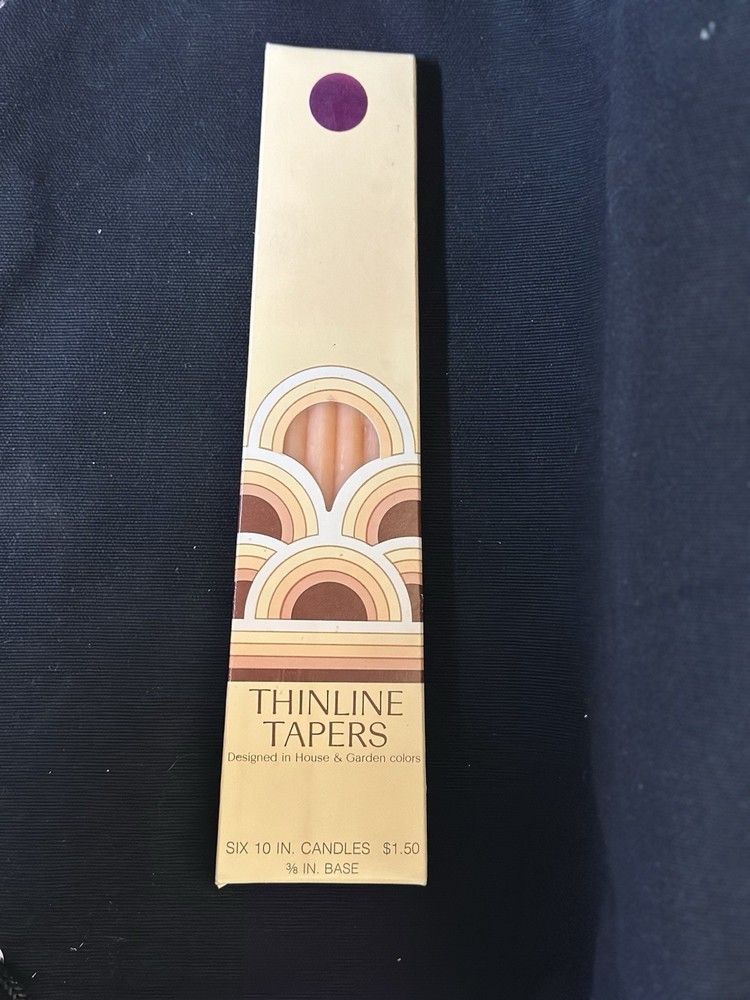 THINLINE
TAPERS
Designed in House & Garden colors
SIX 10 IN. CANDLES $1.50
⅜ IN. BASE